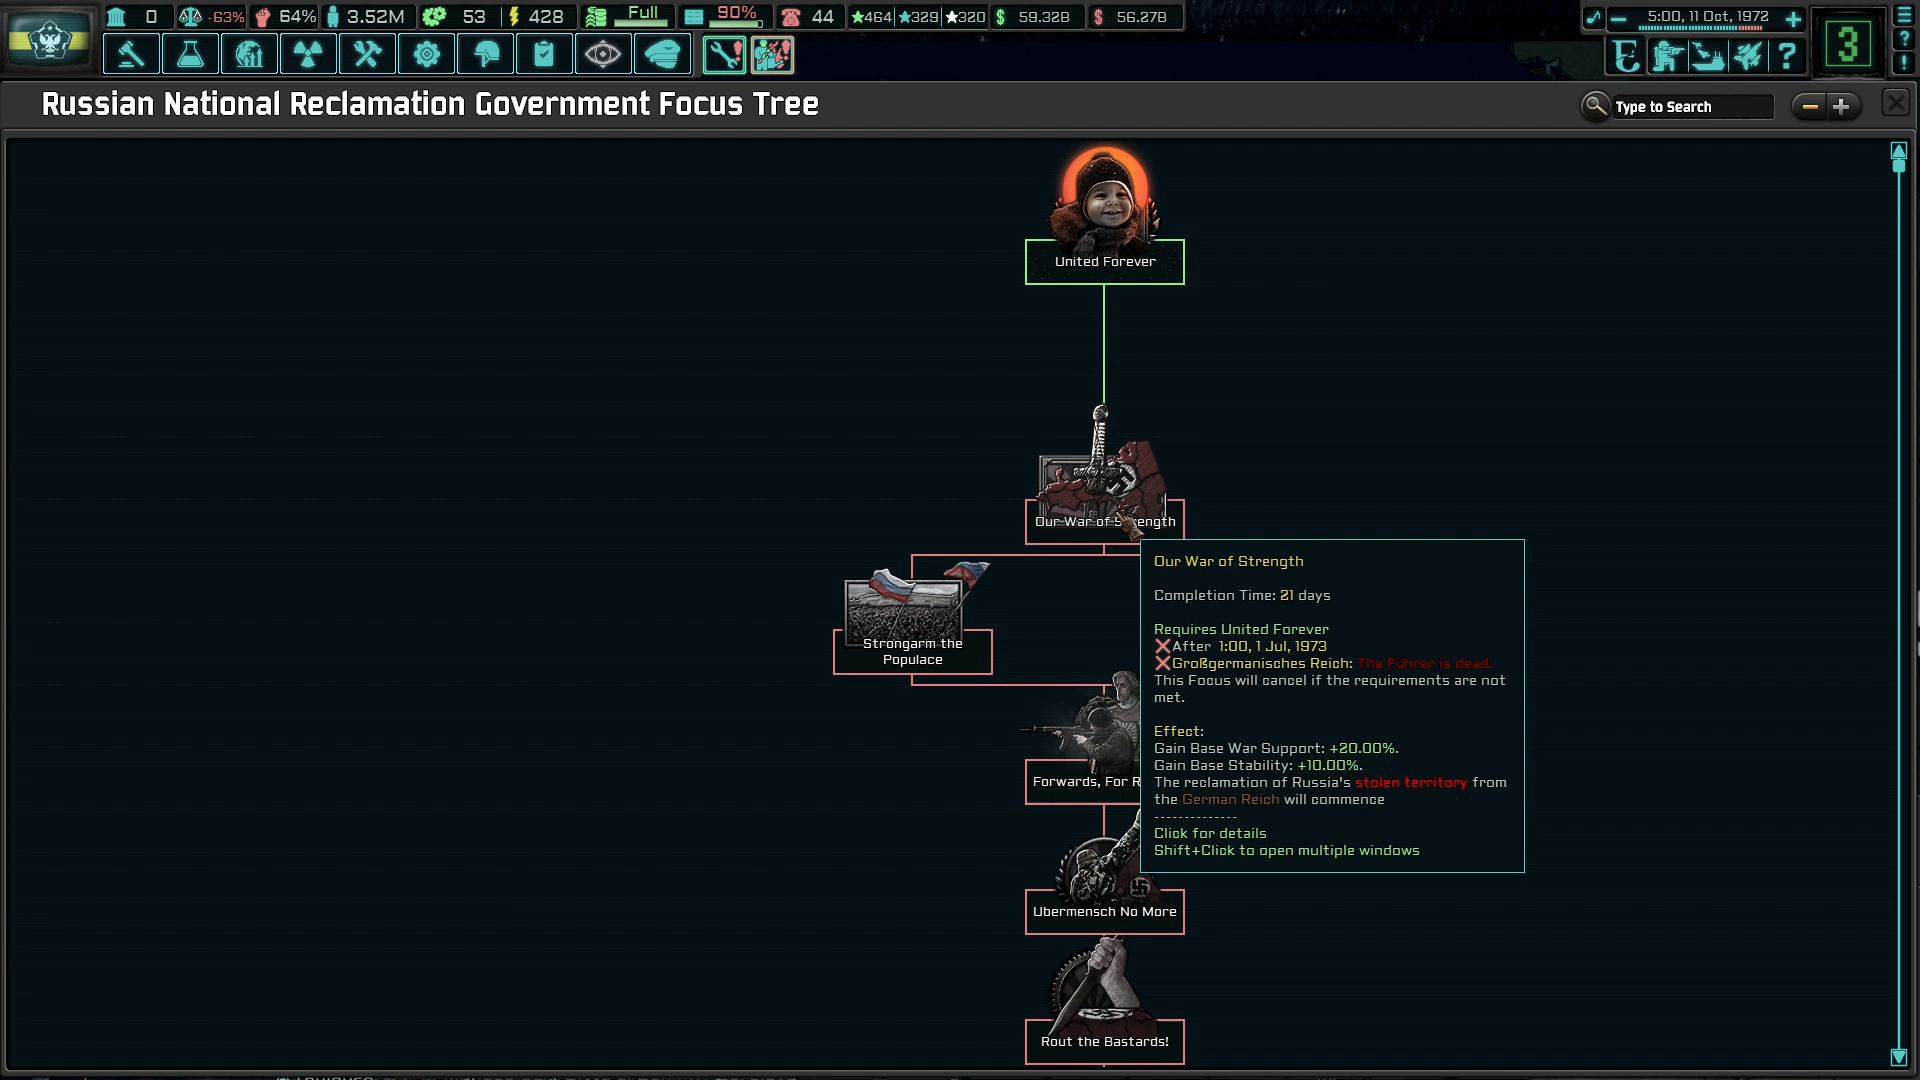 0 -63% 64% 3.52M 53 428 Full 90% 44 464 329 320 $ 59.32B $ 56.27B
5:00, 11 Oct, 1972
3
?
?
!
Russian National Reclamation Government Focus Tree
Type to Search
United Forever
Our War of Strength
Strongarm the
Populace
Forwards, For R
Ubermensch No More
Rout the Bastards!
Our War of Strength
Completion Time: 21 days
Requires United Forever
After 1:00, 1 Jul, 1973
Großgermanisches Reich: The Führer is dead.
This Focus will cancel if the requirements are not
met.
Effect:
Gain Base War Support: +20.00%.
Gain Base Stability: +10.00%.
The reclamation of Russia's stolen territory from
the German Reich will commence
--------------
Click for details
Shift+Click to open multiple windows